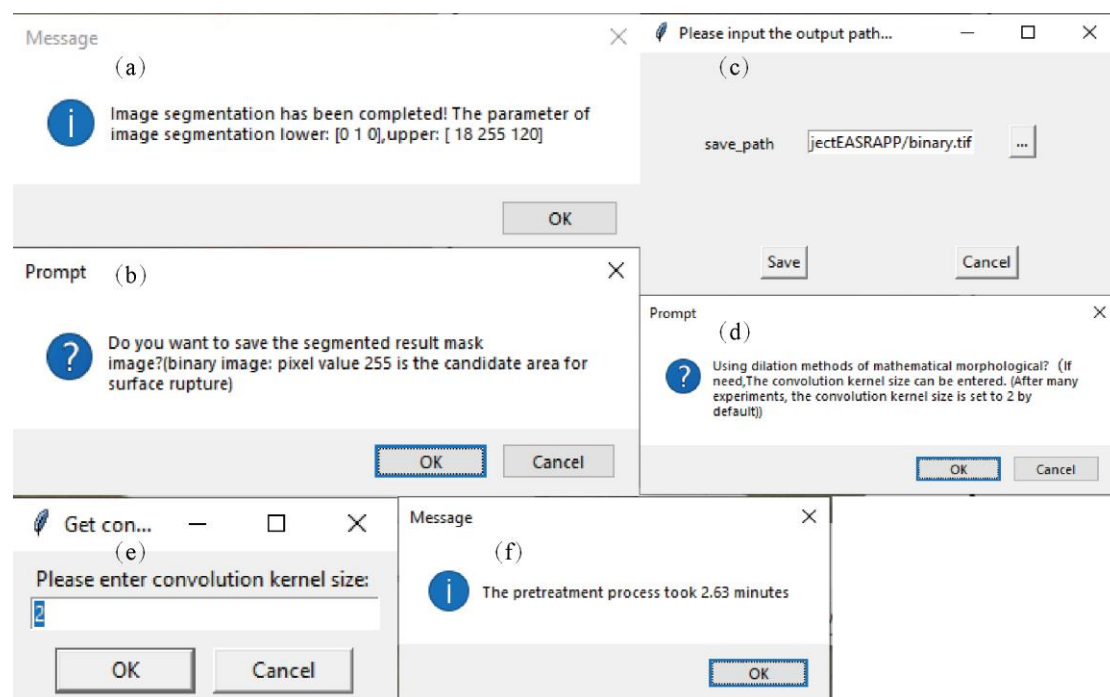 Message
(a)
Image segmentation has been completed! The parameter of
image segmentation lower: [0 1 0],upper: [ 18 255 120]
OK
Prompt
(b)
Do you want to save the segmented result mask
image?(binary image: pixel value 255 is the candidate area for
surface rupture)
OK
Cancel
Please input the output path...
(c)
save_path
jectEASRAPP/binary.tif
...
Save
Cancel
Prompt
(d)
Using dilation methods of mathematical morphological?（If
need,The convolution kernel size can be entered. (After many
experiments, the convolution kernel size is set to 2 by
default))
OK
Cancel
Get con...
(e)
Please enter convolution kernel size:
2
OK
Cancel
Message
(f)
The pretreatment process took 2.63 minutes
OK